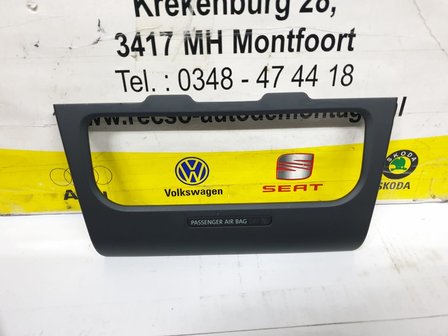 Krekenburg 28,
3417 MH Montfoort
Tel. : 0348 - 47 44 18
Volkswagen
SEAT
SKODA
PASSENGER AIR BAG